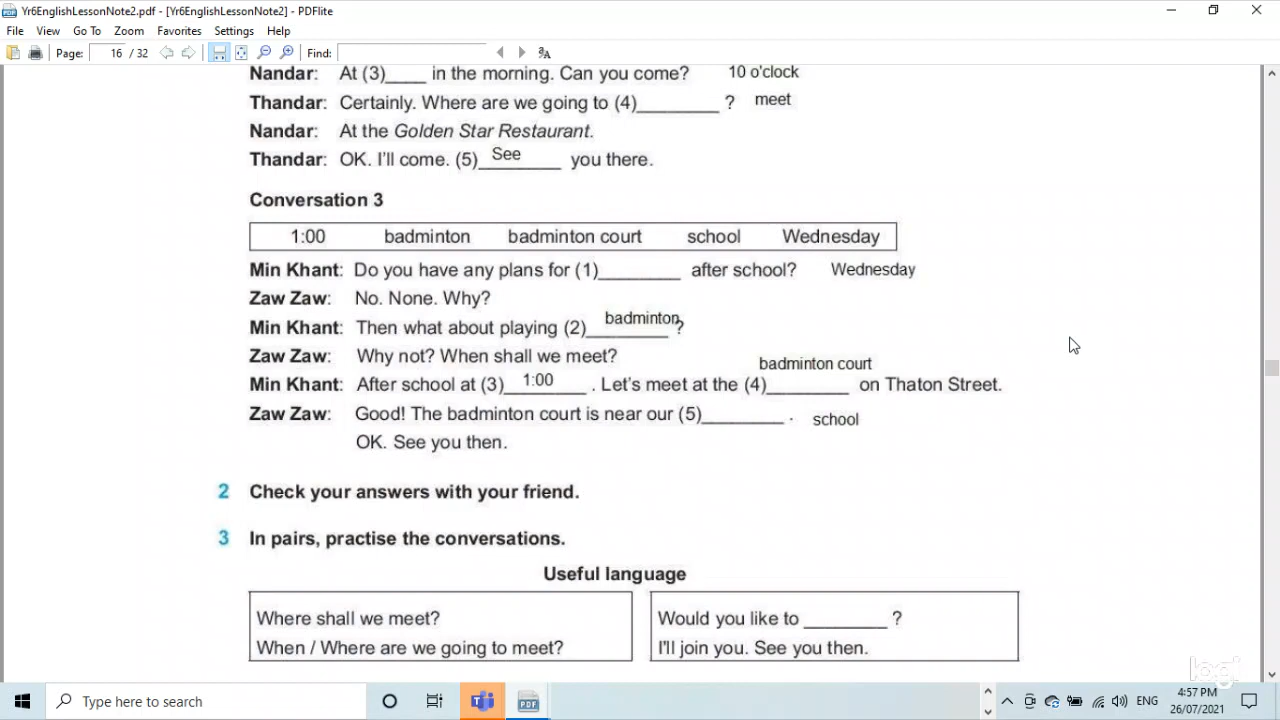 Yr6EnglishLessonNote2.pdf - [Yr6EnglishLessonNote2] - PDFlite
File View Go To Zoom Favorites Settings Help
Page: 16 / 32 Find:
Nandar: At (3)____ in the morning. Can you come? 10 o'clock
Thandar: Certainly. Where are we going to (4)________ ? meet
Nandar: At the Golden Star Restaurant.
Thandar: OK. I'll come. (5) See you there.
Conversation 3
1:00 badminton badminton court school Wednesday
Min Khant: Do you have any plans for (1)________ after school? Wednesday
Zaw Zaw: No. None. Why?
Min Khant: Then what about playing (2) badminton ?
Zaw Zaw: Why not? When shall we meet?
badminton court
Min Khant: After school at (3) 1:00 . Let's meet at the (4)________ on Thaton Street.
Zaw Zaw: Good! The badminton court is near our (5)________ . school
OK. See you then.
2 Check your answers with your friend.
3 In pairs, practise the conversations.
Useful language
Where shall we meet?
When / Where are we going to meet?
Would you like to ________ ?
I'll join you. See you then.
Type here to search
ENG
4:57 PM
26/07/2021